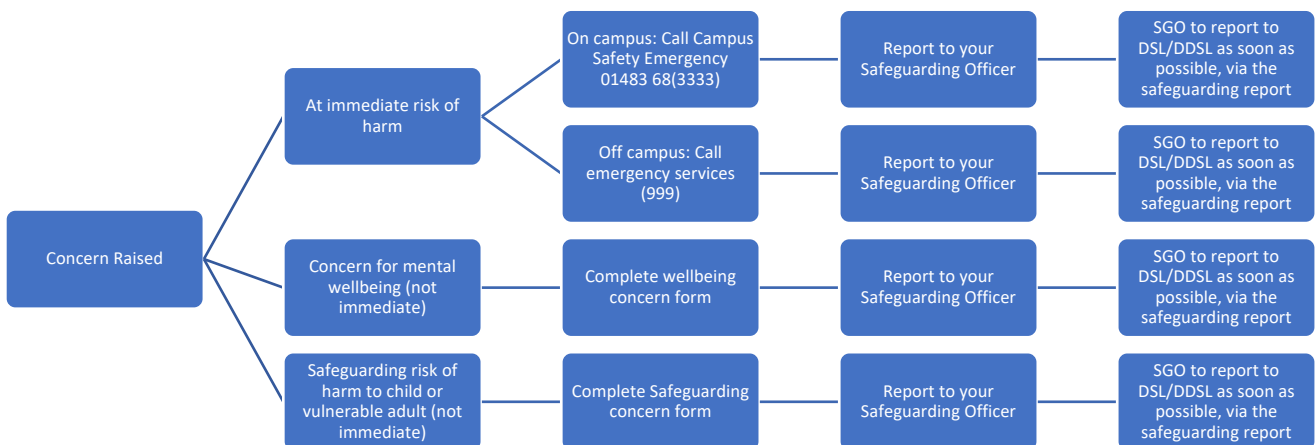 Concern Raised
At immediate risk of
harm
On campus: Call Campus
Safety Emergency
01483 68(3333)
Report to your
Safeguarding Officer
SGO to report to
DSL/DDSL as soon as
possible, via the
safeguarding report
Off campus: Call
emergency services
(999)
Report to your
Safeguarding Officer
SGO to report to
DSL/DDSL as soon as
possible, via the
safeguarding report
Concern for mental
wellbeing (not
immediate)
Complete wellbeing
concern form
Report to your
Safeguarding Officer
SGO to report to
DSL/DDSL as soon as
possible, via the
safeguarding report
Safeguarding risk of
harm to child or
vulnerable adult (not
immediate)
Complete Safeguarding
concern form
Report to your
Safeguarding Officer
SGO to report to
DSL/DDSL as soon as
possible, via the
safeguarding report